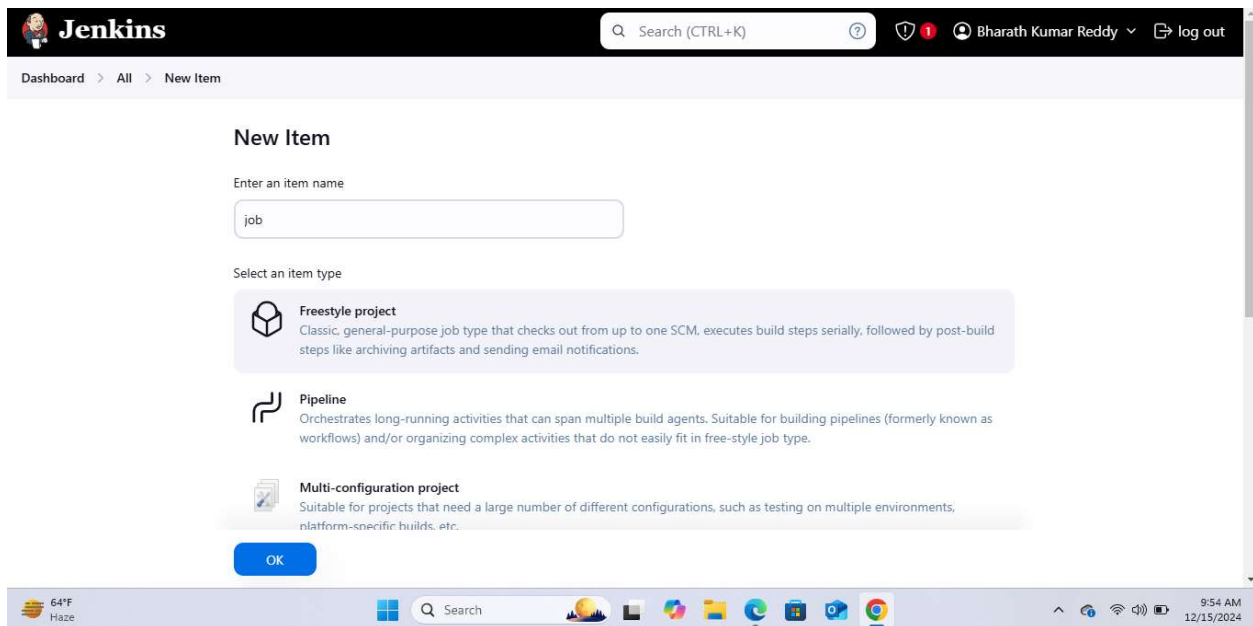 Jenkins
Search (CTRL+K)
?
1
Bharath Kumar Reddy
log out
Dashboard > All > New Item
New Item
Enter an item name
job
Select an item type
Freestyle project
Classic, general-purpose job type that checks out from up to one SCM, executes build steps serially, followed by post-build
steps like archiving artifacts and sending email notifications.
Pipeline
Orchestrates long-running activities that can span multiple build agents. Suitable for building pipelines (formerly known as
workflows) and/or organizing complex activities that do not easily fit in free-style job type.
Multi-configuration project
Suitable for projects that need a large number of different configurations, such as testing on multiple environments,
platform-specific builds, etc.
OK
64°F
Haze
Search
9:54 AM
12/15/2024